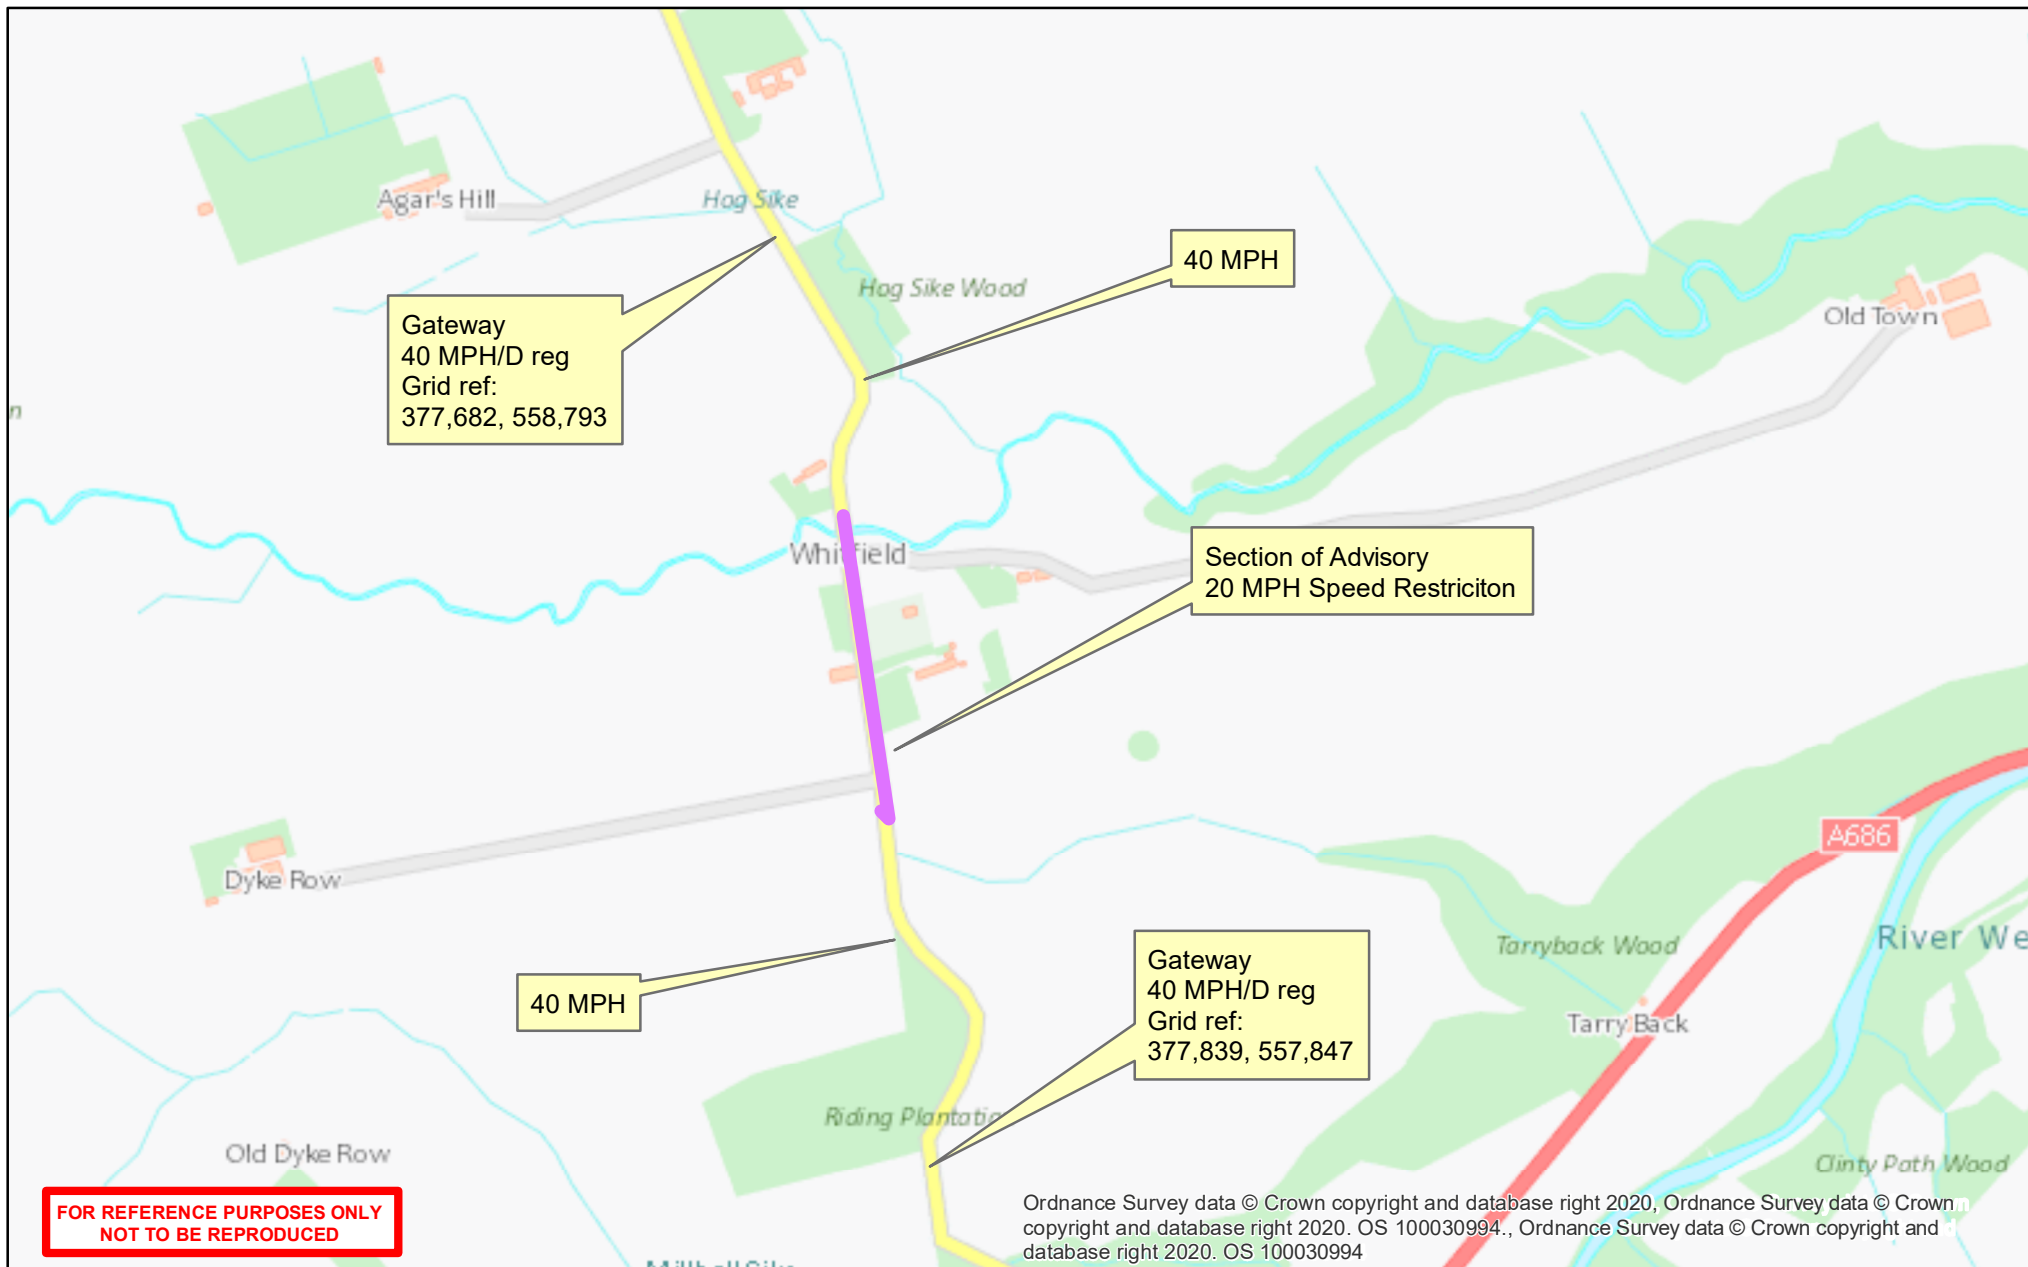 Agar's Hill
Hog Sike
40 MPH
Hog Sike Wood
Gateway
40 MPH/D reg
Grid ref:
377,682, 558,793
Old Town
n
Whitfield
Section of Advisory
20 MPH Speed Restriciton
A686
Dyke Row
River We
Tarryback Wood
Gateway
40 MPH/D reg
Grid ref:
377,839, 557,847
40 MPH
Tarry Back
Riding Plantatio
Old Dyke Row
Clinty Path Wood
FOR REFERENCE PURPOSES ONLY
NOT TO BE REPRODUCED
Ordnance Survey data © Crown copyright and database right 2020, Ordnance Survey data © Crown
copyright and database right 2020. OS 100030994., Ordnance Survey data © Crown copyright and
database right 2020. OS 100030994